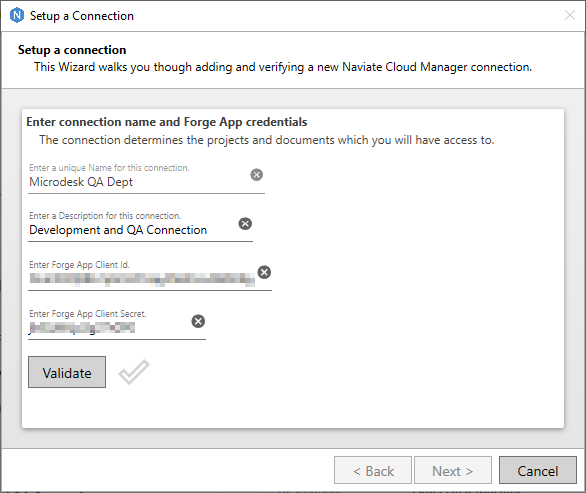 Setup a Connection
Setup a connection
This Wizard walks you though adding and verifying a new Naviate Cloud Manager connection.
Enter connection name and Forge App credentials
The connection determines the projects and documents which you will have access to.
Enter a unique Name for this connection.
Microdesk QA Dept
Enter a Description for this connection.
Development and QA Connection
Enter Forge App Client Id.
Enter Forge App Client Secret.
Validate
< Back
Next >
Cancel